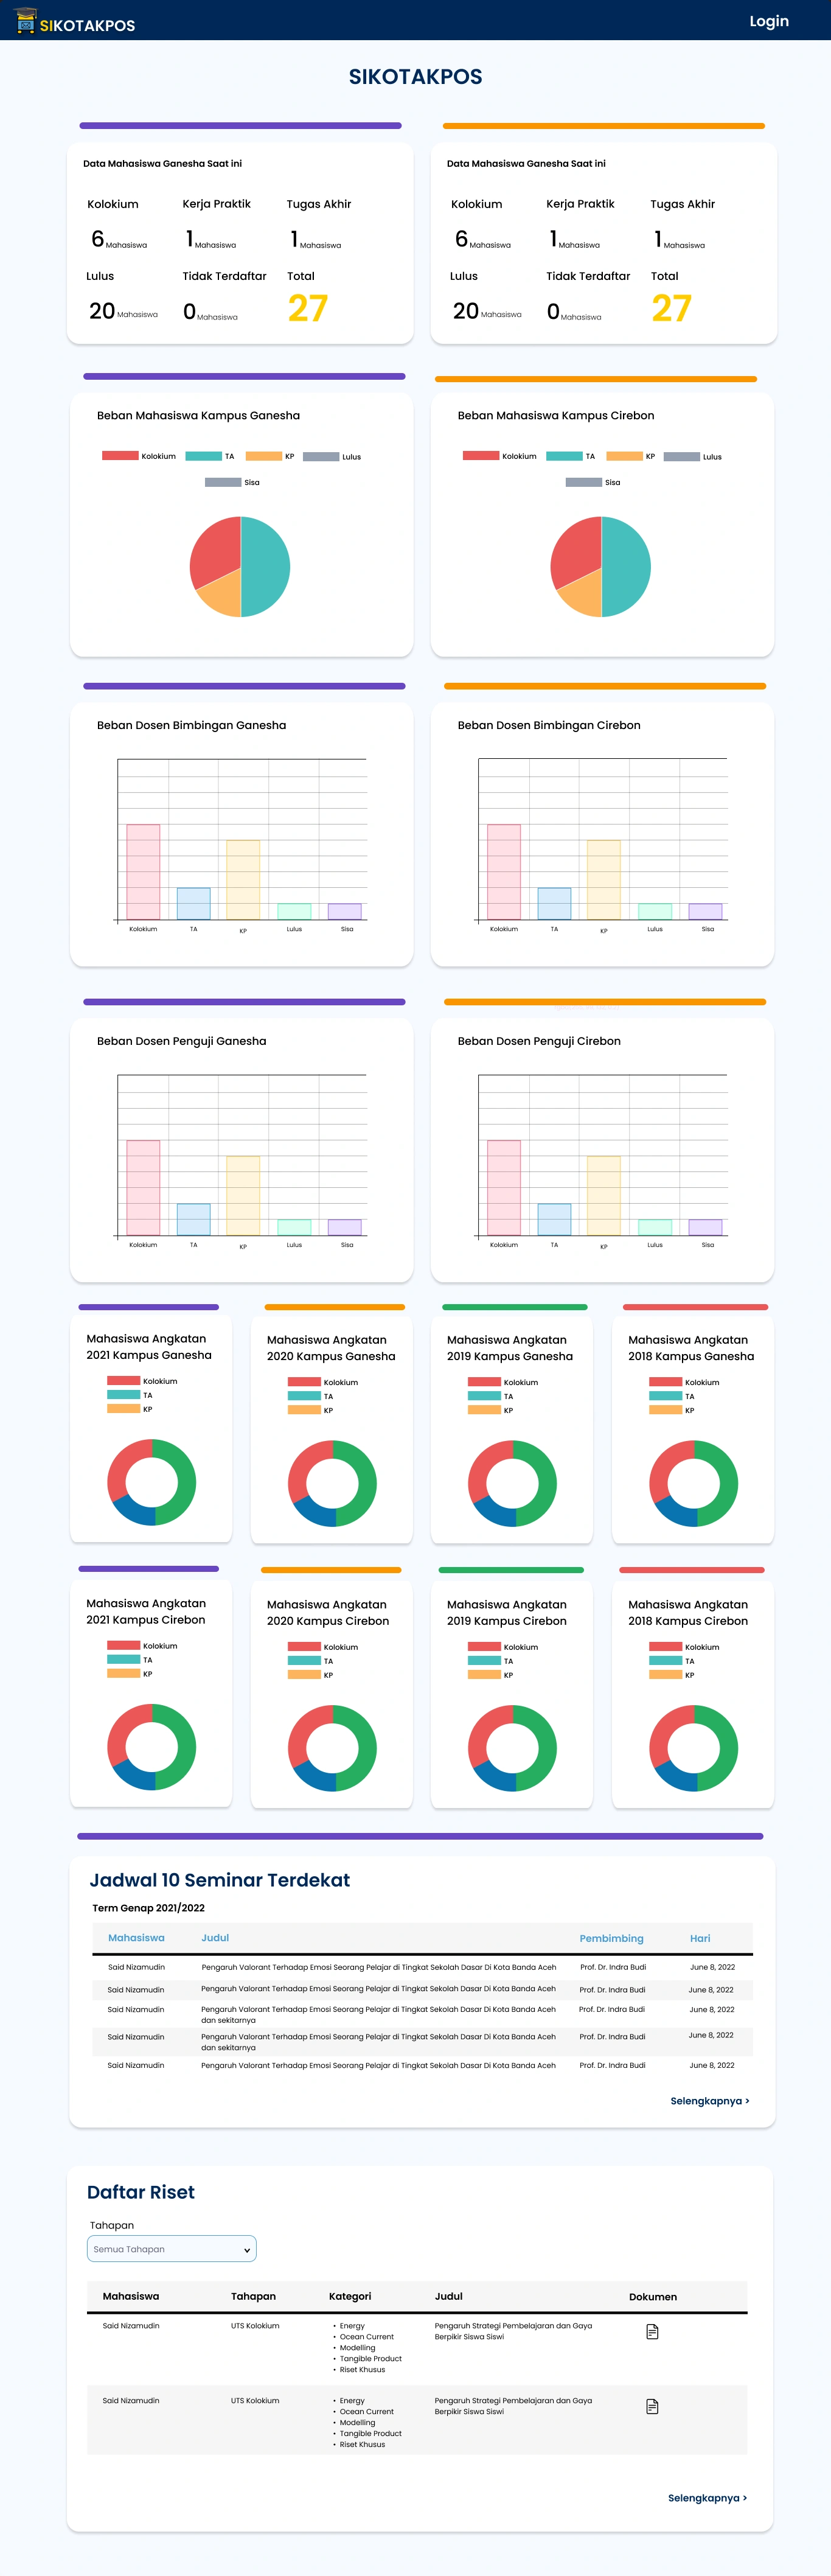 SIKOTAKPOS
Login
SIKOTAKPOS
Data Mahasiswa Ganesha Saat ini
Kolokium Kerja Praktik Tugas Akhir
6 Mahasiswa 1 Mahasiswa 1 Mahasiswa
Lulus Tidak Terdaftar Total
20 Mahasiswa 0 Mahasiswa 27
Data Mahasiswa Ganesha Saat ini
Kolokium Kerja Praktik Tugas Akhir
6 Mahasiswa 1 Mahasiswa 1 Mahasiswa
Lulus Tidak Terdaftar Total
20 Mahasiswa 0 Mahasiswa 27
Beban Mahasiswa Kampus Ganesha
Kolokium TA KP Lulus
Sisa
Beban Mahasiswa Kampus Cirebon
Kolokium TA KP Lulus
Sisa
Beban Dosen Bimbingan Ganesha
Kolokium TA KP Lulus Sisa
Beban Dosen Bimbingan Cirebon
Kolokium TA KP Lulus Sisa
Beban Dosen Penguji Ganesha
Kolokium TA KP Lulus Sisa
Beban Dosen Penguji Cirebon
Kolokium TA KP Lulus Sisa
Mahasiswa Angkatan
2021 Kampus Ganesha
Kolokium
TA
KP
Mahasiswa Angkatan
2020 Kampus Ganesha
Kolokium
TA
KP
Mahasiswa Angkatan
2019 Kampus Ganesha
Kolokium
TA
KP
Mahasiswa Angkatan
2018 Kampus Ganesha
Kolokium
TA
KP
Mahasiswa Angkatan
2021 Kampus Cirebon
Kolokium
TA
KP
Mahasiswa Angkatan
2020 Kampus Cirebon
Kolokium
TA
KP
Mahasiswa Angkatan
2019 Kampus Cirebon
Kolokium
TA
KP
Mahasiswa Angkatan
2018 Kampus Cirebon
Kolokium
TA
KP
Jadwal 10 Seminar Terdekat
Term Genap 2021/2022
Mahasiswa Judul Pembimbing Hari
Said Nizamudin Pengaruh Valorant Terhadap Emosi Seorang Pelajar di Tingkat Sekolah Dasar Di Kota Banda Aceh Prof. Dr. Indra Budi June 8, 2022
Said Nizamudin Pengaruh Valorant Terhadap Emosi Seorang Pelajar di Tingkat Sekolah Dasar Di Kota Banda Aceh Prof. Dr. Indra Budi June 8, 2022
Said Nizamudin Pengaruh Valorant Terhadap Emosi Seorang Pelajar di Tingkat Sekolah Dasar Di Kota Banda Aceh Prof. Dr. Indra Budi June 8, 2022
dan sekitarnya
Said Nizamudin Pengaruh Valorant Terhadap Emosi Seorang Pelajar di Tingkat Sekolah Dasar Di Kota Banda Aceh Prof. Dr. Indra Budi June 8, 2022
dan sekitarnya
Said Nizamudin Pengaruh Valorant Terhadap Emosi Seorang Pelajar di Tingkat Sekolah Dasar Di Kota Banda Aceh Prof. Dr. Indra Budi June 8, 2022
Selengkapnya >
Daftar Riset
Tahapan
Semua Tahapan
Mahasiswa Tahapan Kategori Judul Dokumen
Said Nizamudin UTS Kolokium • Energy Pengaruh Strategi Pembelajaran dan Gaya
• Ocean Current Berpikir Siswa Siswi
• Modelling
• Tangible Product
• Riset Khusus
Said Nizamudin UTS Kolokium • Energy Pengaruh Strategi Pembelajaran dan Gaya
• Ocean Current Berpikir Siswa Siswi
• Modelling
• Tangible Product
• Riset Khusus
Selengkapnya >